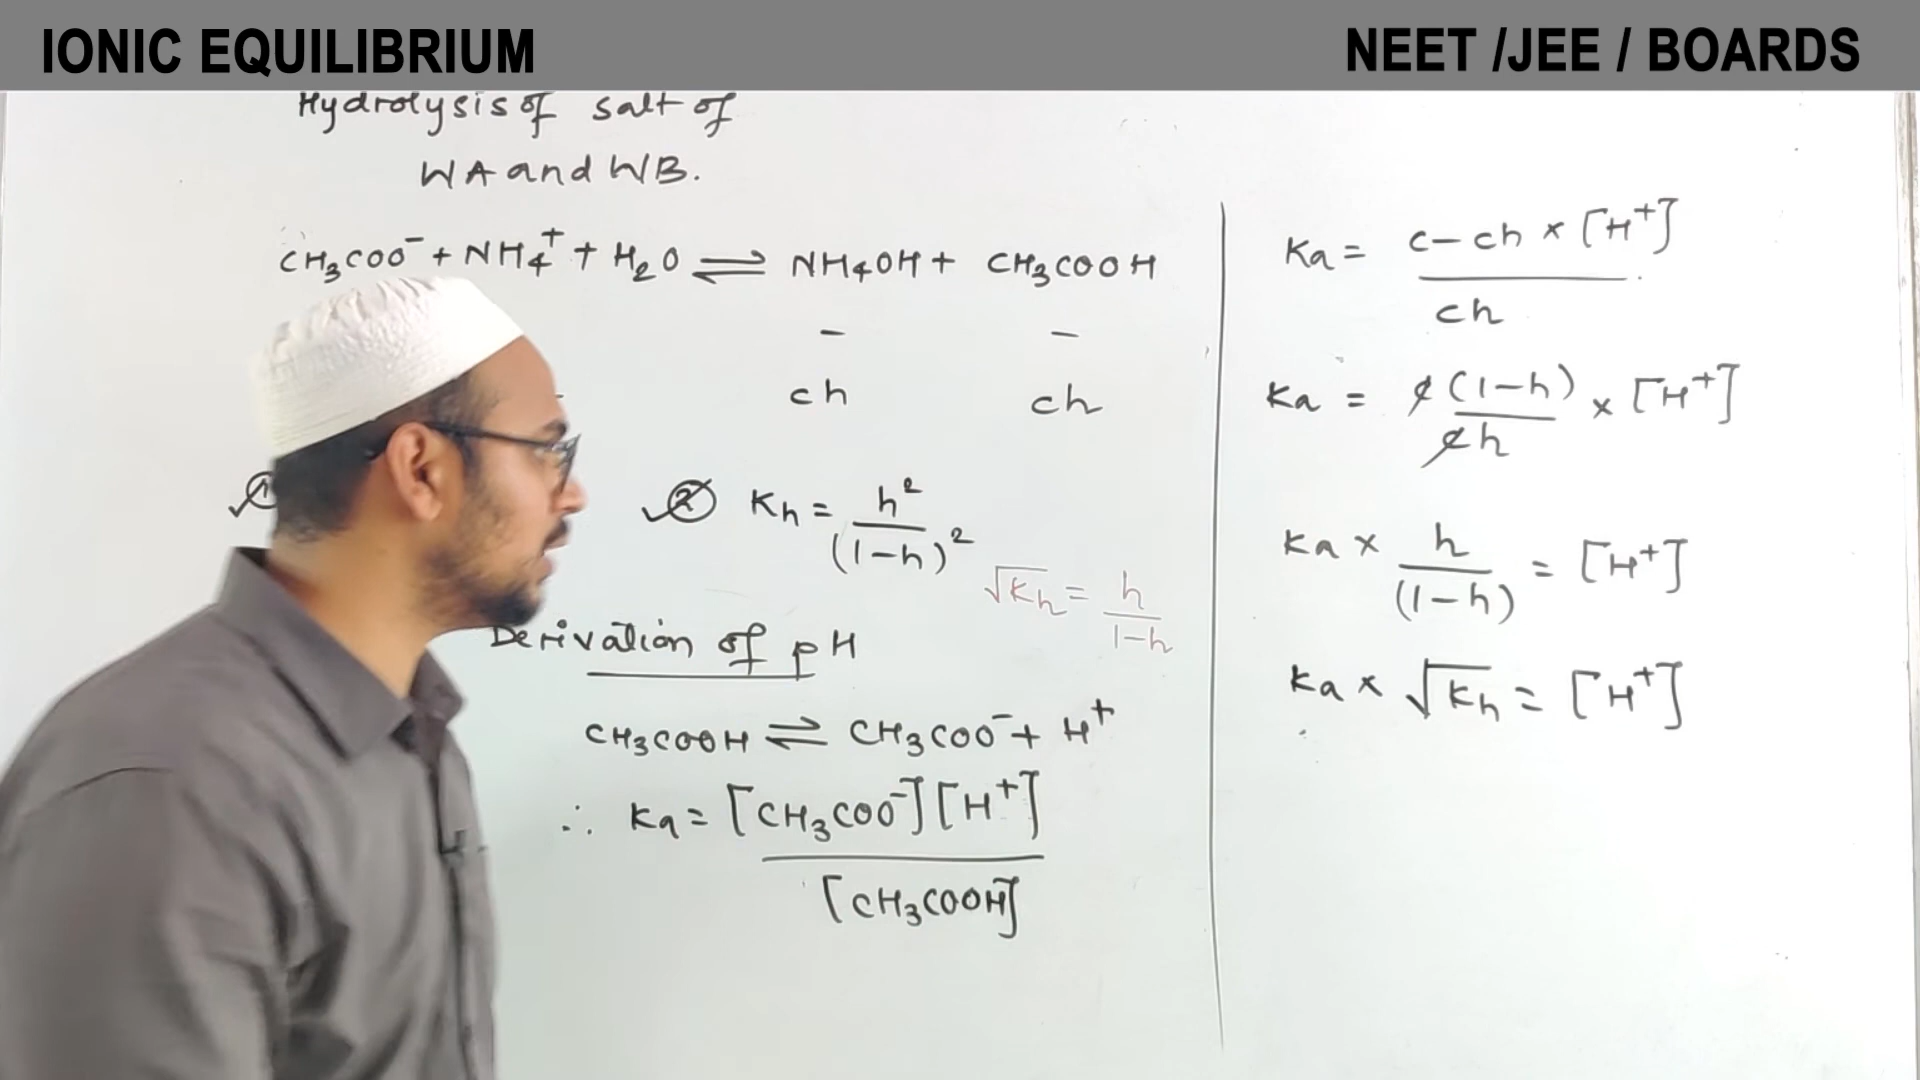 IONIC EQUILIBRIUM
NEET /JEE / BOARDS
Hydrolysis of salt of
WA and WB.
CH₃COO⁻ + NH₄⁺ + H₂O ⇌ NH₄OH + CH₃COOH
- -
ch ch
① ② Kh = h² / (1-h)²
√Kh = h / 1-h
Derivation of pH
CH₃COOH ⇌ CH₃COO⁻ + H⁺
∴ Ka = [CH₃COO⁻][H⁺] / [CH₃COOH]
Ka = c-ch × [H⁺] / ch
Ka = c(1-h) / ch × [H⁺]
Ka × h / (1-h) = [H⁺]
Ka × √Kh = [H⁺]